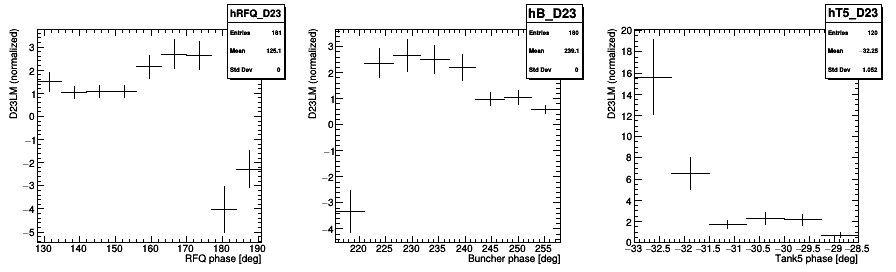 hRFQ_D23
Entries 181
Mean 125.1
Std Dev 0
D23LM (normalized)
3
2
1
0
−1
−2
−3
−4
−5
130 140 150 160 170 180 190
RFQ phase [deg]
hB_D23
Entries 180
Mean 239.1
Std Dev 0
D23LM (normalized)
3
2
1
0
−1
−2
−3
−4
220 225 230 235 240 245 250 255
Buncher phase [deg]
hT5_D23
Entries 120
Mean −32.25
Std Dev 1.052
D23LM (normalized)
20
18
16
14
12
10
8
6
4
2
0
−33 −32.5 −32 −31.5 −31 −30.5 −30 −29.5 −29 −28.5
Tank5 phase [deg]